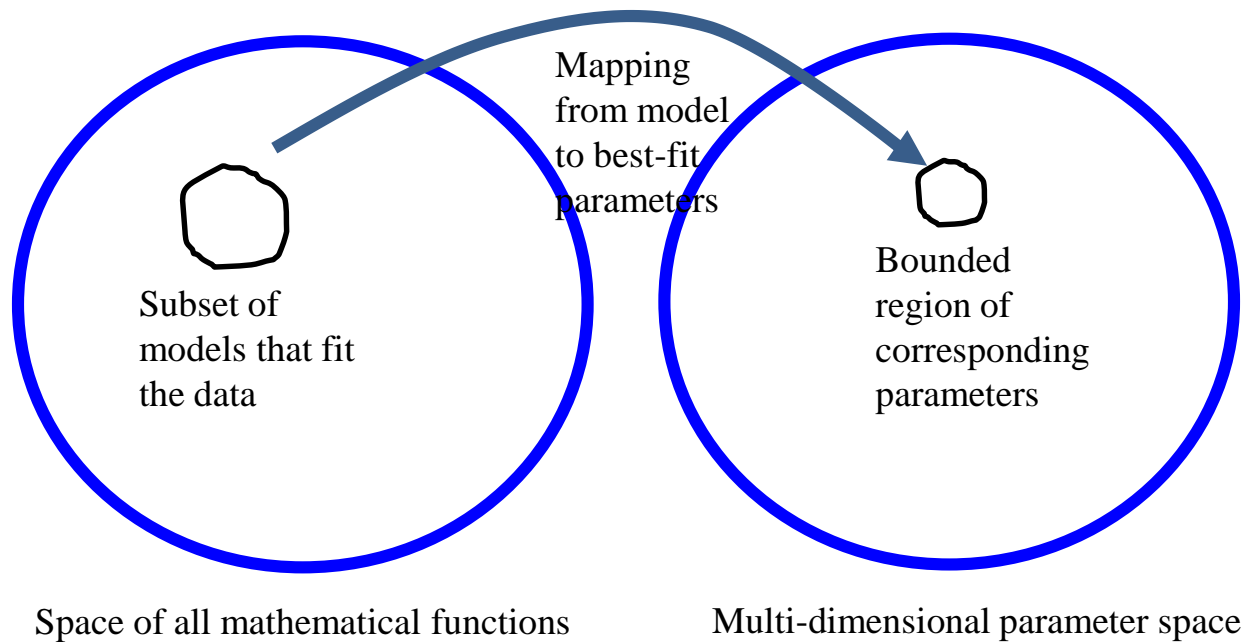 Mapping
from model
to best-fit
parameters
Subset of
models that fit
the data
Bounded
region of
corresponding
parameters
Space of all mathematical functions
Multi-dimensional parameter space